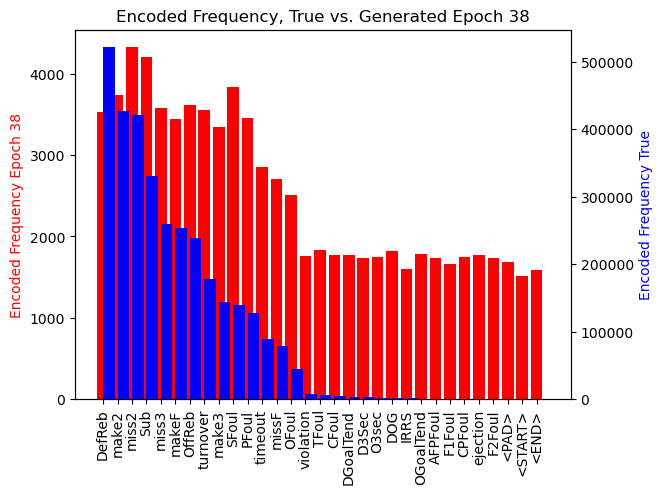 Encoded Frequency, True vs. Generated Epoch 38
Encoded Frequency Epoch 38
4000
3000
2000
1000
0
500000
400000
300000
200000
100000
0
Encoded Frequency True
DefReb
make2
miss2
Sub
miss3
makeF
OffReb
turnover
make3
SFoul
PFoul
timeout
missF
OFoul
violation
TFoul
CFoul
DGoalTend
D3Sec
O3sec
DOG
IRRS
OGoalTend
AFPFoul
F1Foul
CPFoul
ejection
F2Foul
<PAD>
<START>
<END>